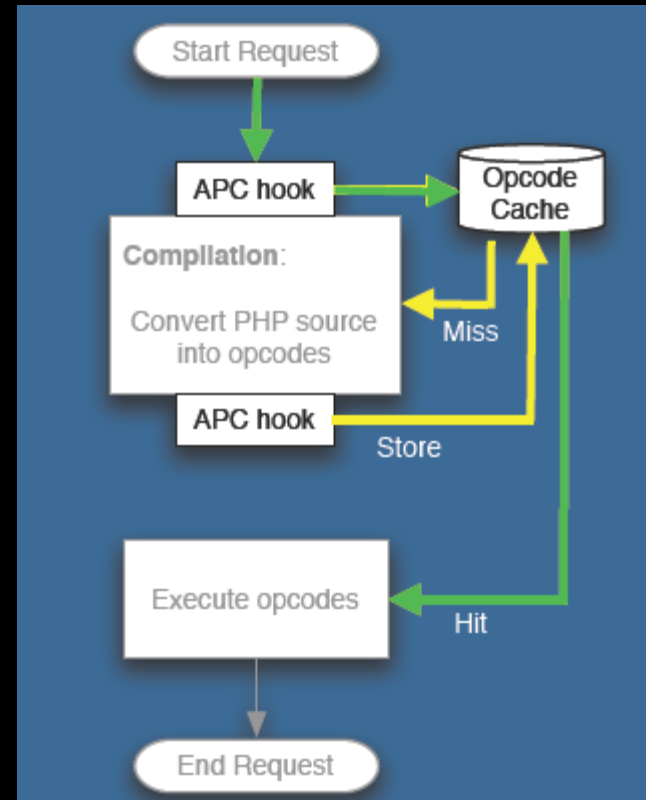 Start Request
APC hook
Opcode
Cache
Compilation:
Convert PHP source
into opcodes
Miss
APC hook
Store
Execute opcodes
Hit
End Request